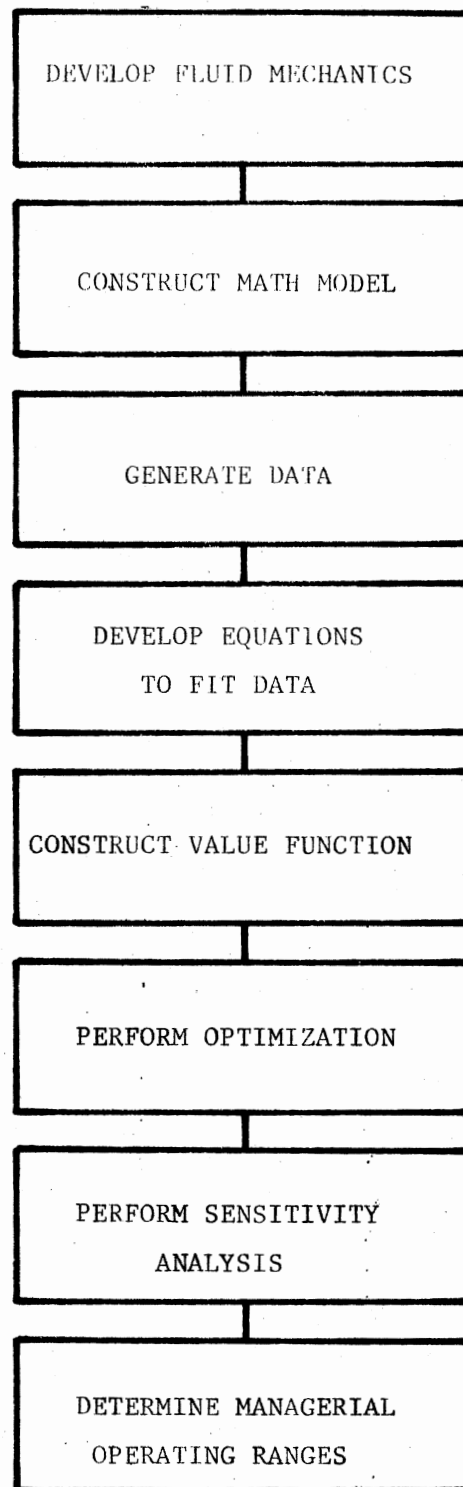 DEVELOP FLUID MECHANICS
CONSTRUCT MATH MODEL
GENERATE DATA
DEVELOP EQUATIONS
TO FIT DATA
CONSTRUCT VALUE FUNCTION
PERFORM OPTIMIZATION
PERFORM SENSITIVITY
ANALYSIS
DETERMINE MANAGERIAL
OPERATING RANGES